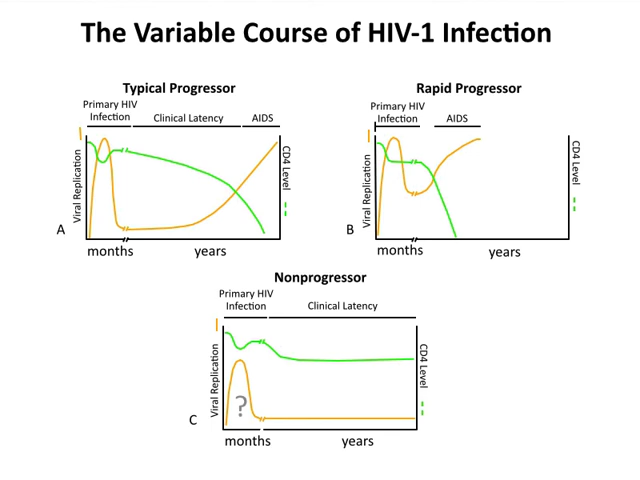 The Variable Course of HIV-1 Infection
Typical Progressor
Primary HIV
Infection
Clinical Latency
AIDS
Viral Replication
CD4 Level
A
months
years
Rapid Progressor
Primary HIV
Infection
AIDS
Viral Replication
CD4 Level
B
months
years
Nonprogressor
Primary HIV
Infection
Clinical Latency
Viral Replication
CD4 Level
?
C
months
years